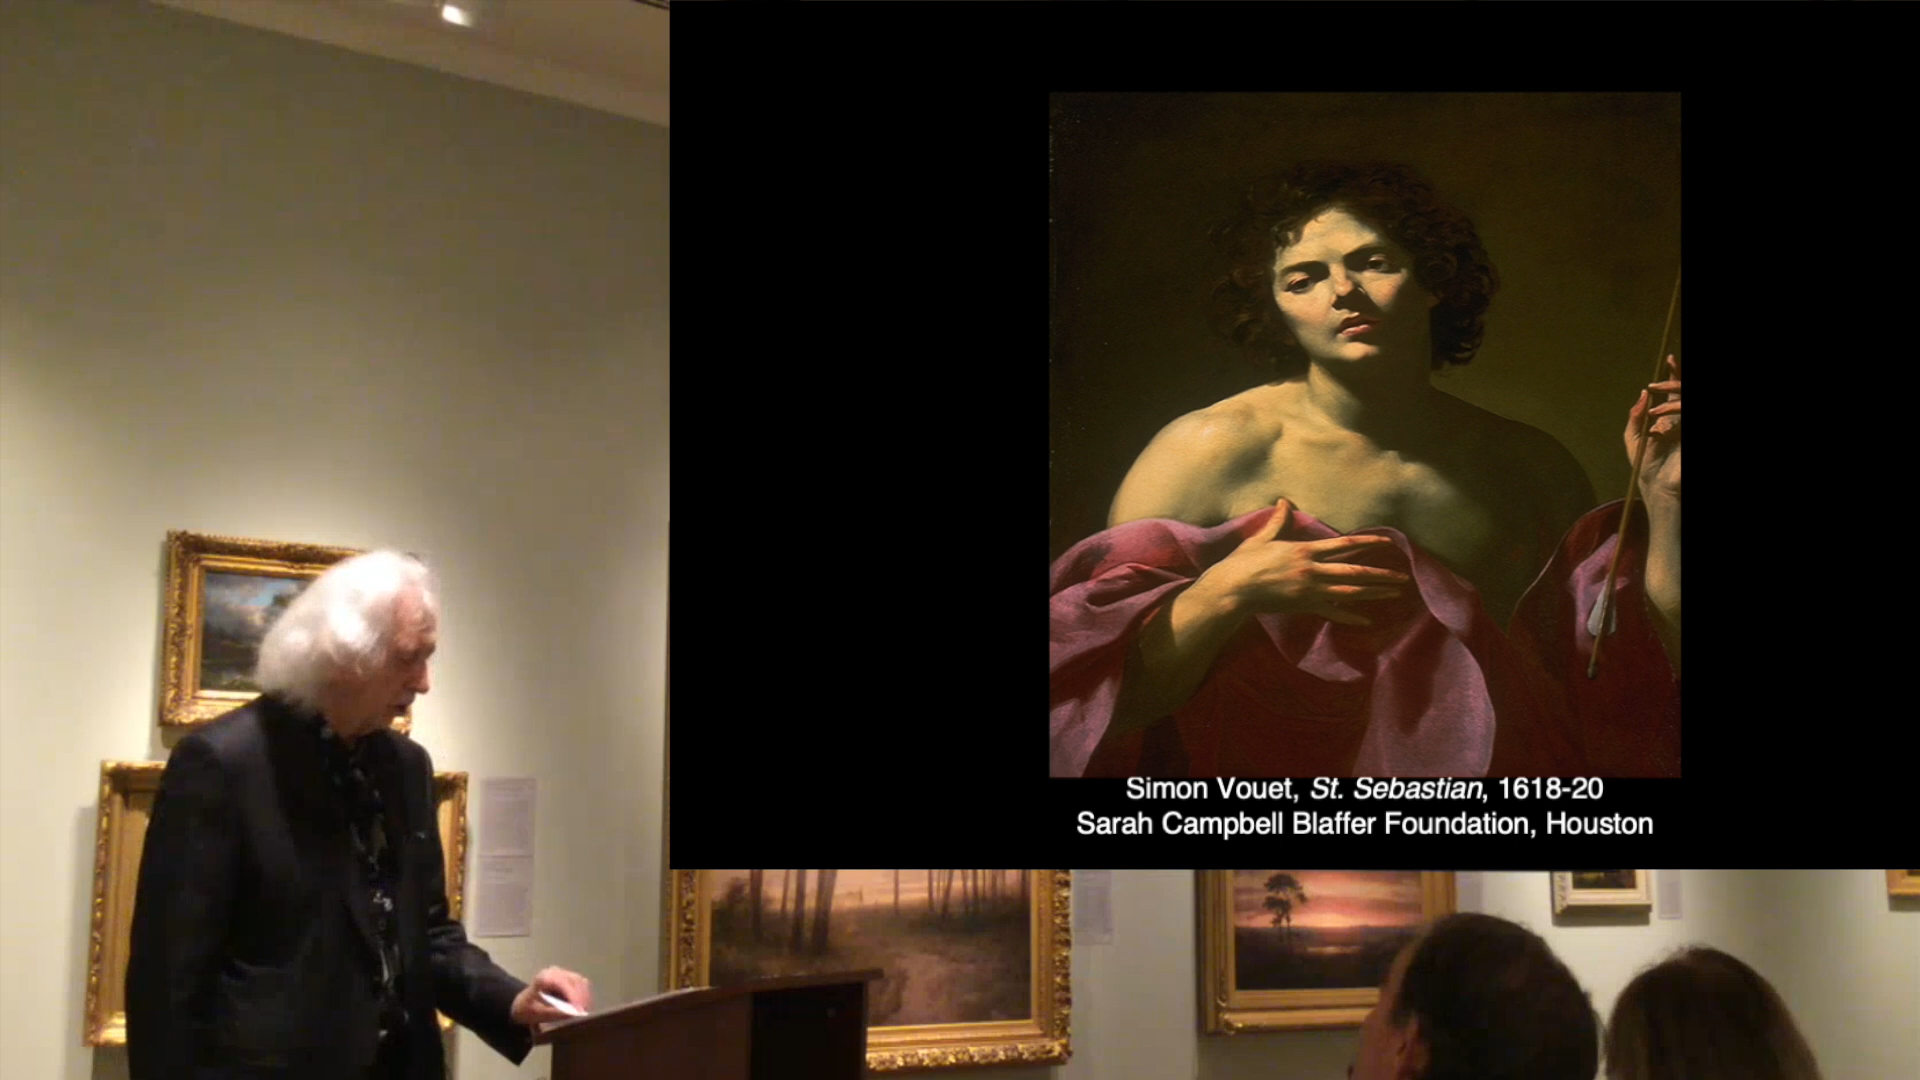 Simon Vouet, St. Sebastian, 1618-20
Sarah Campbell Blaffer Foundation, Houston